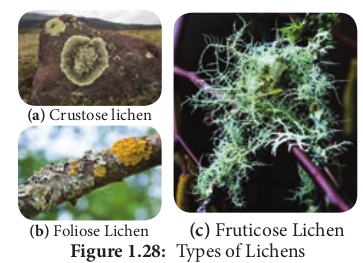 (a) Crustose lichen
(b) Foliose Lichen
(c) Fruticose Lichen
Figure 1.28: Types of Lichens